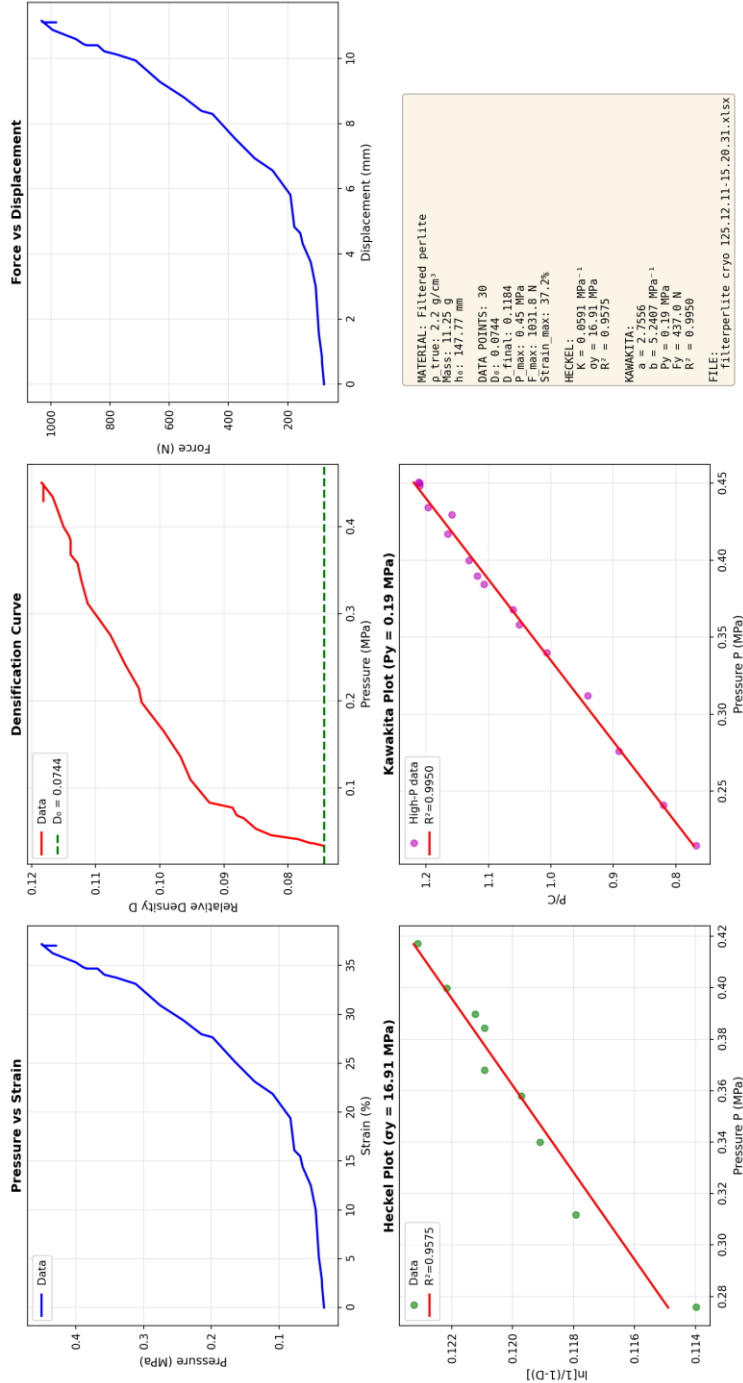 Pressure vs Strain
Pressure (MPa)
0.4
0.3
0.2
0.1
Data
0 5 10 15 20 25 30 35
Strain (%)
Densification Curve
Relative Density D
0.12
0.11
0.10
0.09
0.08
Data
D₀ = 0.0744
0.1 0.2 0.3 0.4
Pressure (MPa)
Force vs Displacement
Force (N)
1000
800
600
400
200
0 2 4 6 8 10
Displacement (mm)
Heckel Plot (σy = 16.91 MPa)
ln[1/(1-D)]
0.122
0.120
0.118
0.116
0.114
Data
R²=0.9575
0.28 0.30 0.32 0.34 0.36 0.38 0.40 0.42
Pressure P (MPa)
Kawakita Plot (Py = 0.19 MPa)
P/C
1.2
1.1
1.0
0.9
0.8
High-P data
R²=0.9950
0.25 0.30 0.35 0.40 0.45
Pressure P (MPa)
MATERIAL: Filtered perlite
ρ_true: 2.2 g/cm³
Mass: 11.25 g
h₀: 147.77 mm
DATA POINTS: 30
D₀: 0.0744
D_final: 0.1184
P_max: 0.45 MPa
F_max: 1031.8 N
Strain_max: 37.2%
HECKEL:
K = 0.0591 MPa⁻¹
σy = 16.91 MPa
R² = 0.9575
KAWAKITA:
a = 2.7556
b = 5.2407 MPa⁻¹
Py = 0.19 MPa
Fy = 437.0 N
R² = 0.9950
FILE:
filterperlite cryo 125.12.11-15.20.31.xlsx